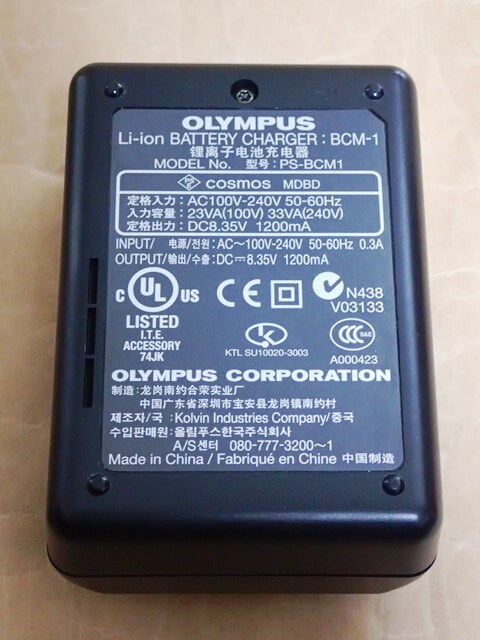 OLYMPUS
Li-ion BATTERY CHARGER : BCM-1
锂离子电池充电器
MODEL No. 型号: PS-BCM1
PS E COSMOS MDBD
定格入力 : AC100V-240V 50-60Hz
入力容量 : 23VA(100V) 33VA(240V)
定格出力 : DC8.35V 1200mA
INPUT/ 电源/전원 : AC～100V-240V 50-60Hz 0.3A
OUTPUT/输出/출력 : DC⎓8.35V 1200mA
C UL US
LISTED
I.T.E.
ACCESSORY
74JK
CE
N438
V03133
K
KTL SU10020-3003
CCC S&E
A000423
OLYMPUS CORPORATION
制造 : 龙岗南约合荣实业厂
中国广东省深圳市宝安县龙岗镇南约村
제조자/국 : Kolvin Industries Company/중국
수입판매원 : 올림푸스한국주식회사
A/S센터 080-777-3200～1
Made in China / Fabriqué en Chine 中国制造